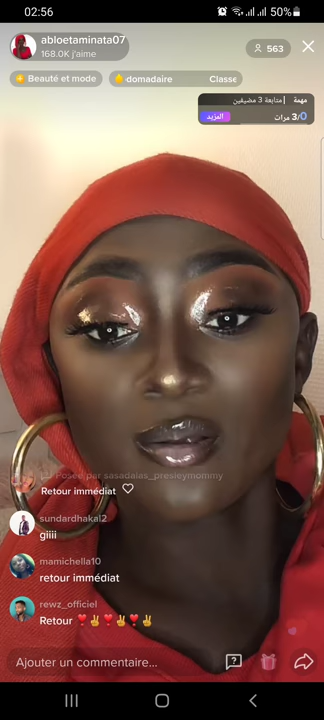 02:56
50%
abloetaminata07
168.0K j'aime
563
Beauté et mode
domadaire
Classe
مهمة | متابعة 3 مضيفين
3/0 مرات
المزيد
Posée par sasadalas_presleymommy
Retour immédiat
sundardhakal2
giiii
mamichella10
retour immédiat
rewz_officiel
Retour ❣️✌️❣️✌️❣️✌️
Ajouter un commentaire...